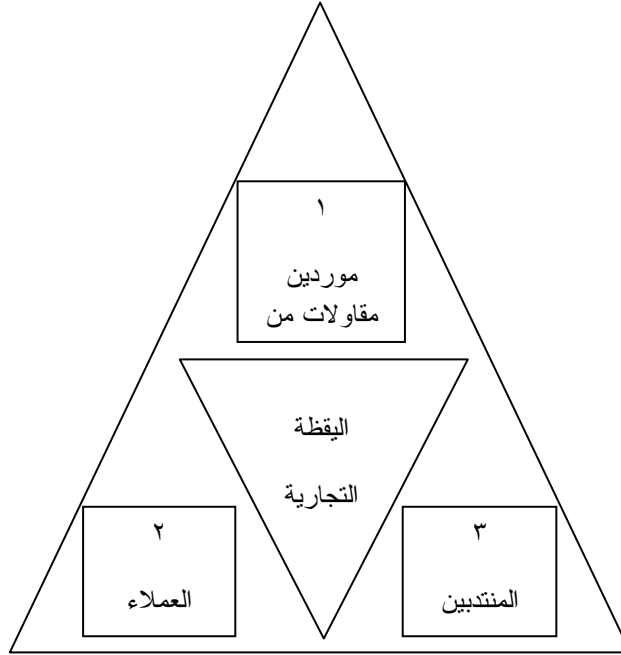 ١
موردين
مقاولات من
اليقظة
التجارية
٢
العملاء
٣
المنتدبين